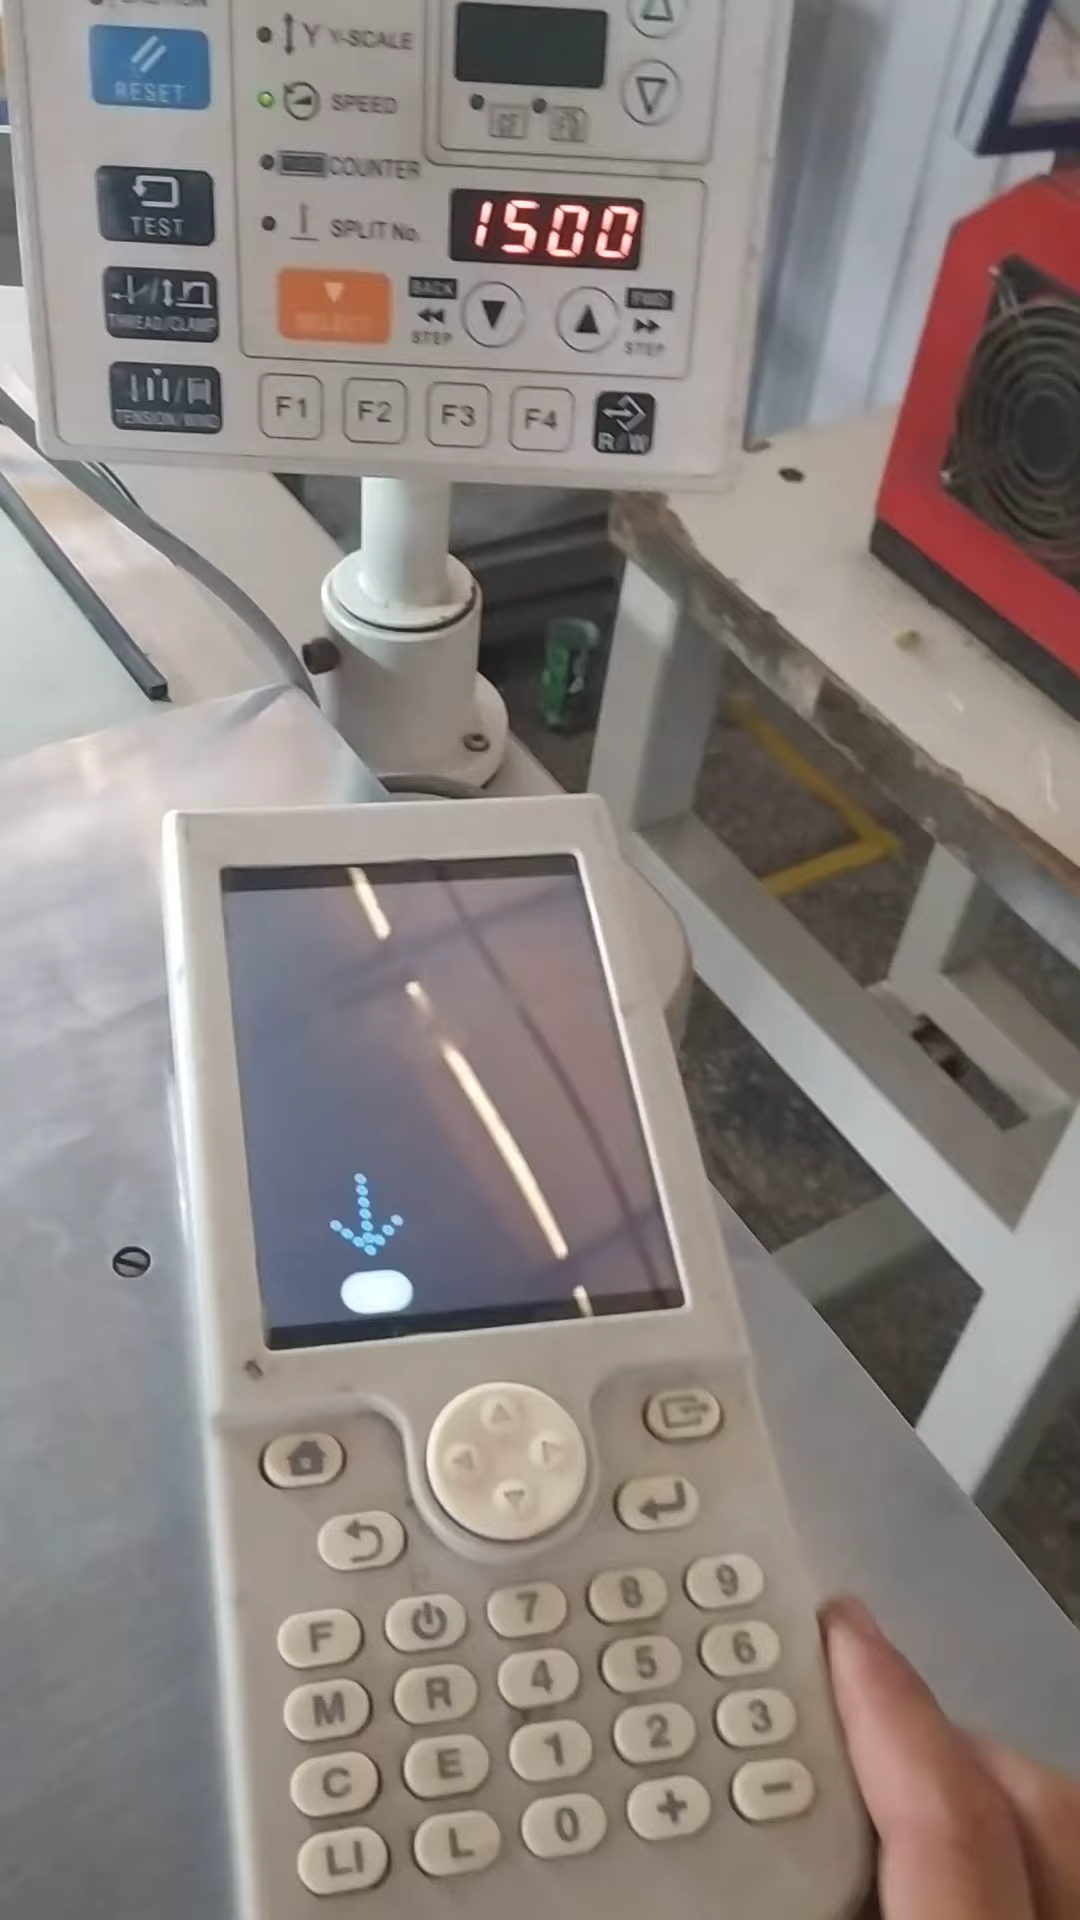 RESET
Y Y-SCALE
SPEED
COUNTER
TEST
SPLIT No.
1500
THREAD/CLAMP
SELECT
BACK
STEP
FWD
STEP
TENSION/WIND
F1 F2 F3 F4
R/W
7 8 9
F
4 5 6
M R
1 2 3
C E
0 + −
LI L